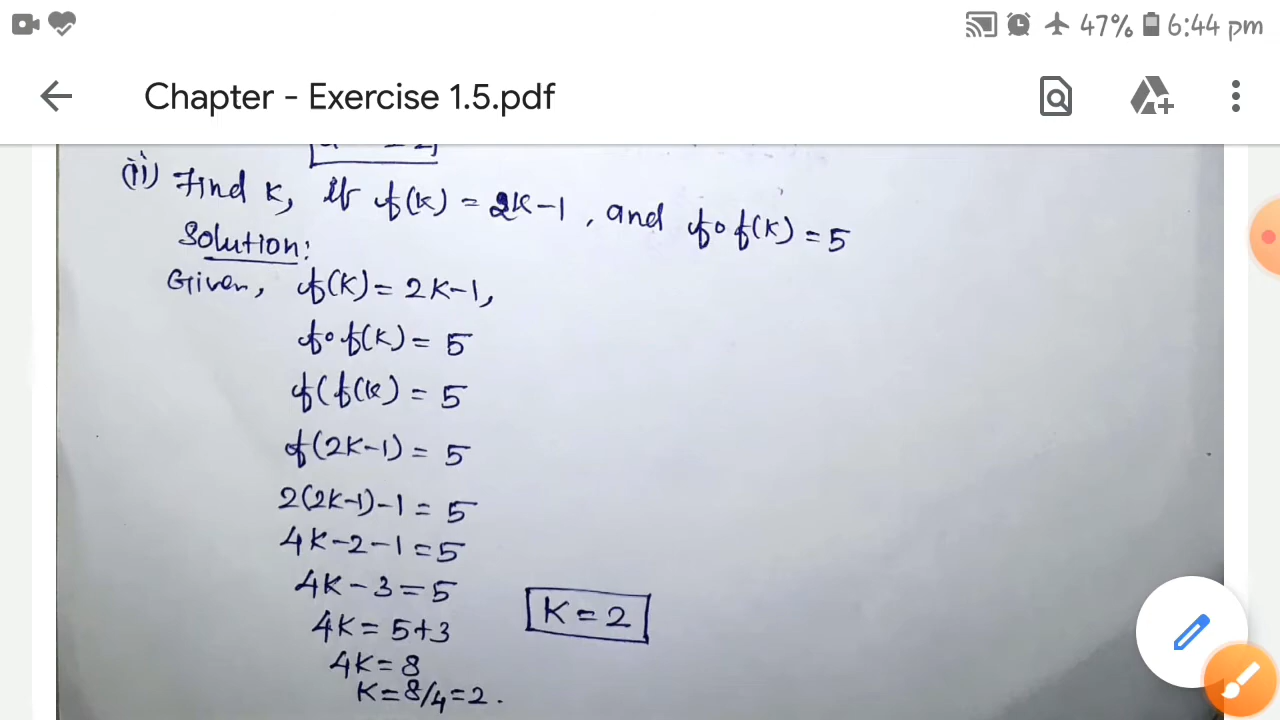 47% 6:44 pm
Chapter - Exercise 1.5.pdf
(ii) Find K, If f(K) = 2K-1, and f∘f(K) = 5
Solution:
Given, f(K) = 2K-1,
f∘f(K) = 5
f(f(K) = 5
f(2K-1) = 5
2(2K-1)-1 = 5
4K-2-1 = 5
4K-3 = 5
4K = 5+3
4K = 8
K = 8/4 = 2.
K = 2